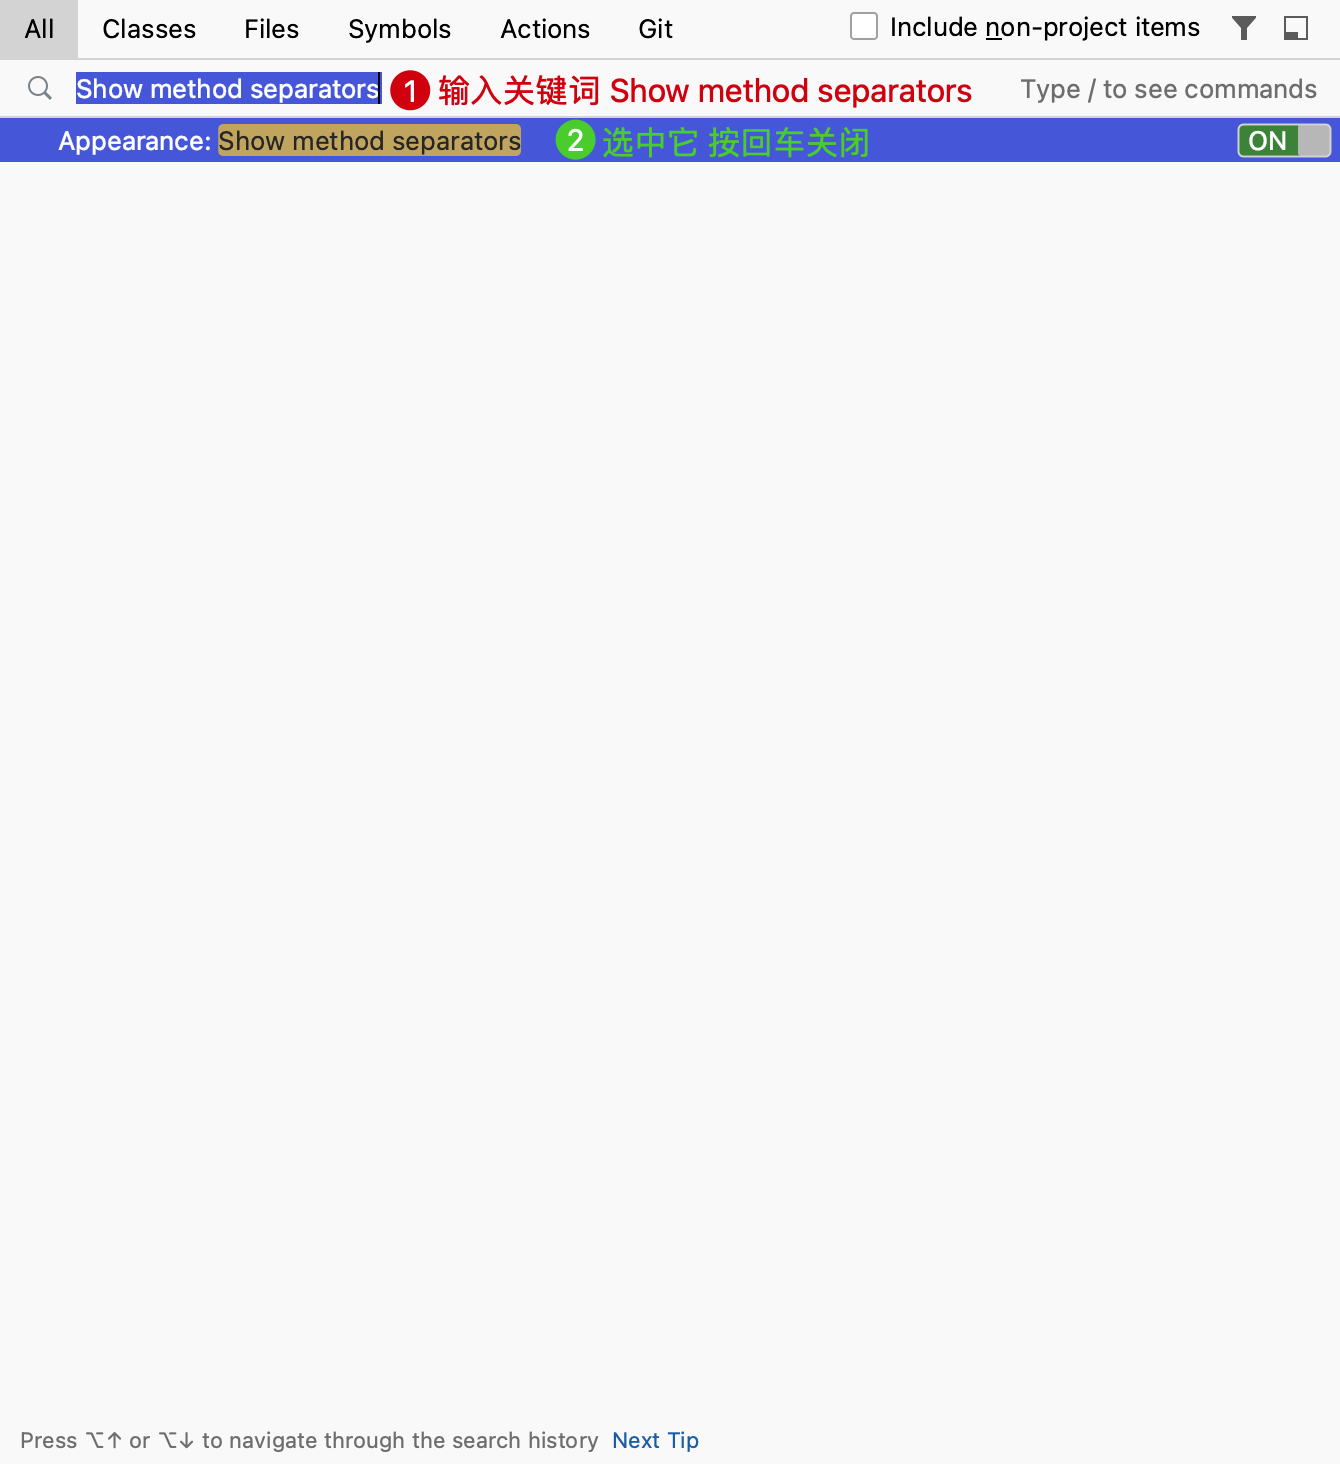 All Classes Files Symbols Actions Git Include non-project items
Show method separators 1 输入关键词 Show method separators Type / to see commands
Appearance: Show method separators 2 选中它 按回车关闭 ON
Press ⌥↑ or ⌥↓ to navigate through the search history Next Tip